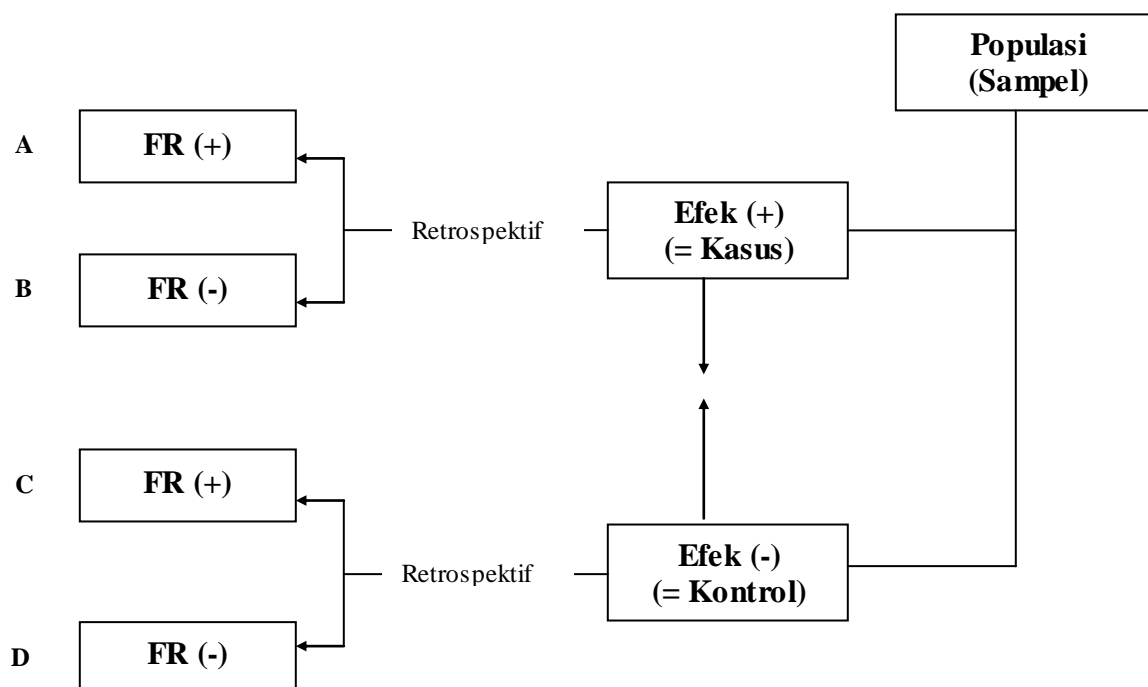 Populasi
(Sampel)
A
FR (+)
Retrospektif
Efek (+)
(= Kasus)
B
FR (-)
C
FR (+)
Retrospektif
Efek (-)
(= Kontrol)
D
FR (-)